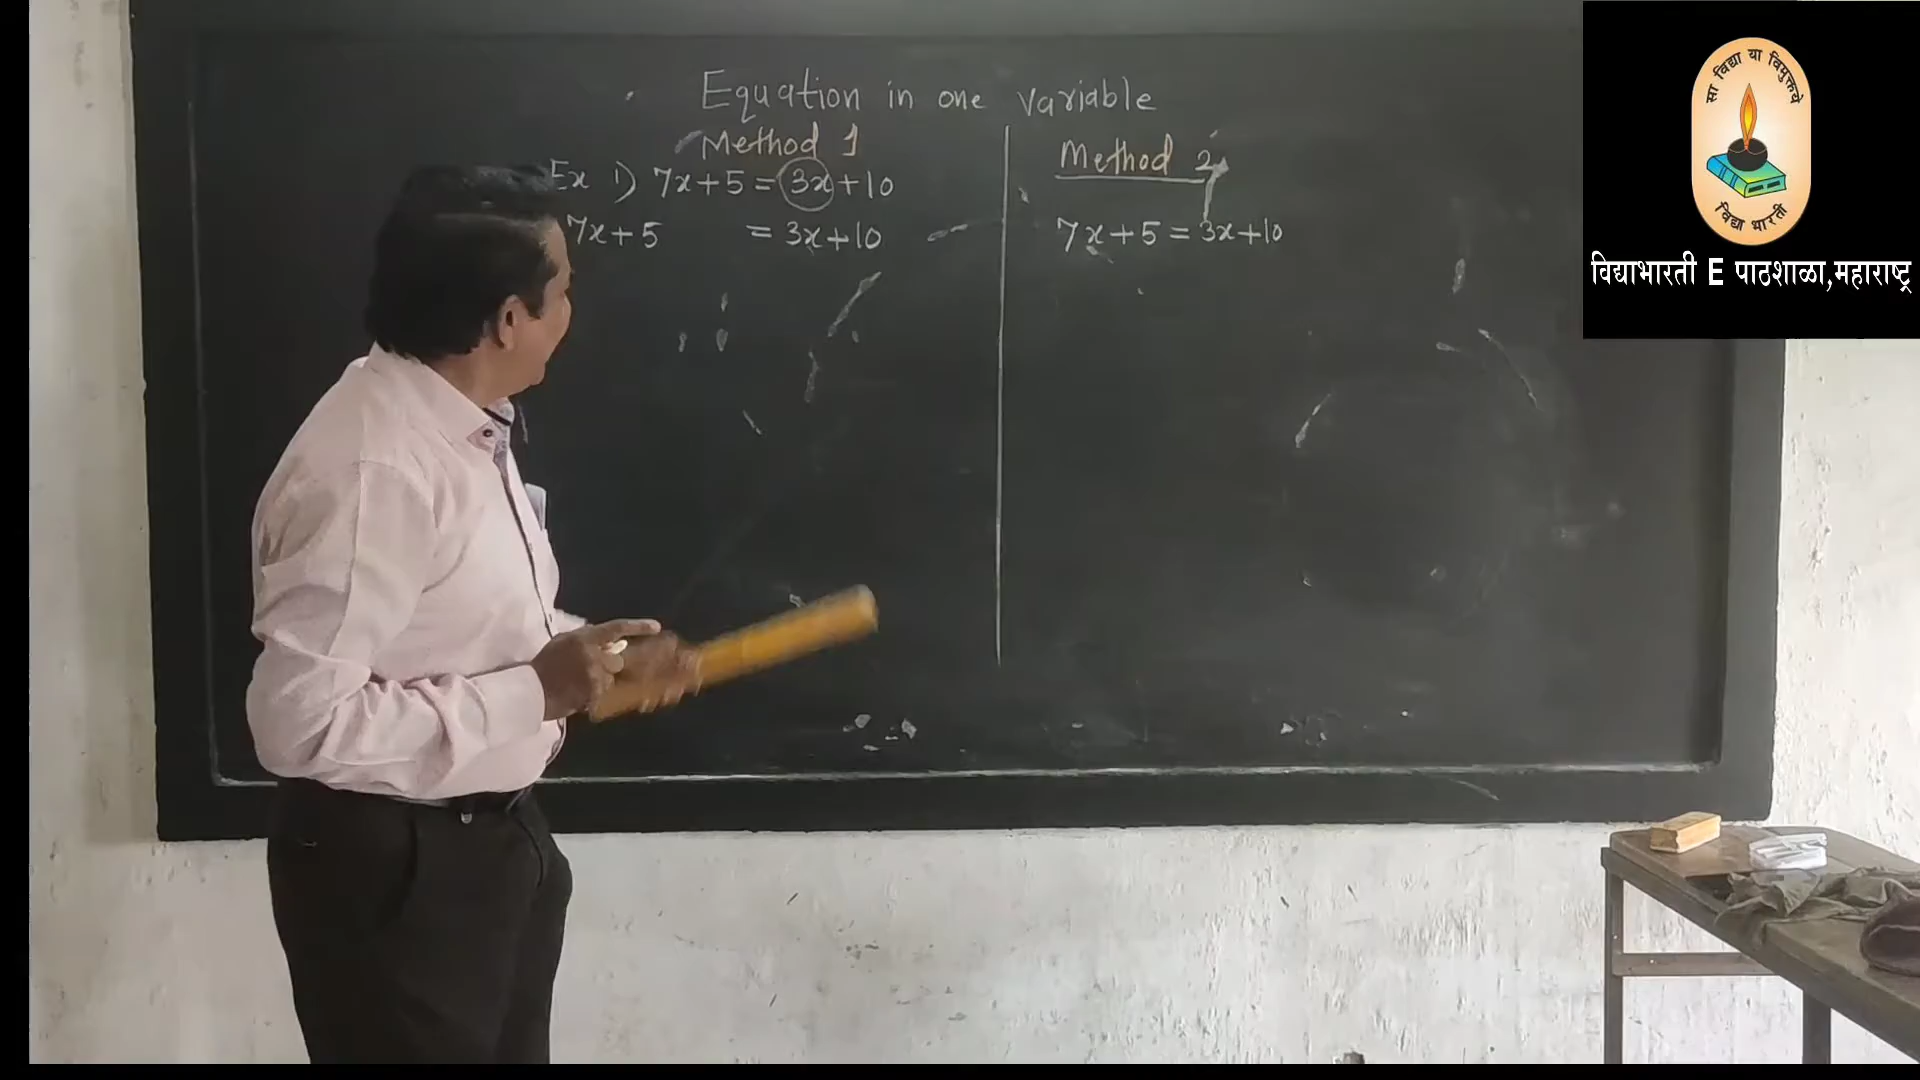 Equation in one variable
Method 1
Ex 1) 7x+5=3x+10
7x+5 =3x+10
Method 2
7x+5=3x+10
सा विद्या या विमुक्तये
विद्या भारती
विद्याभारती E पाठशाळा,महाराष्ट्र